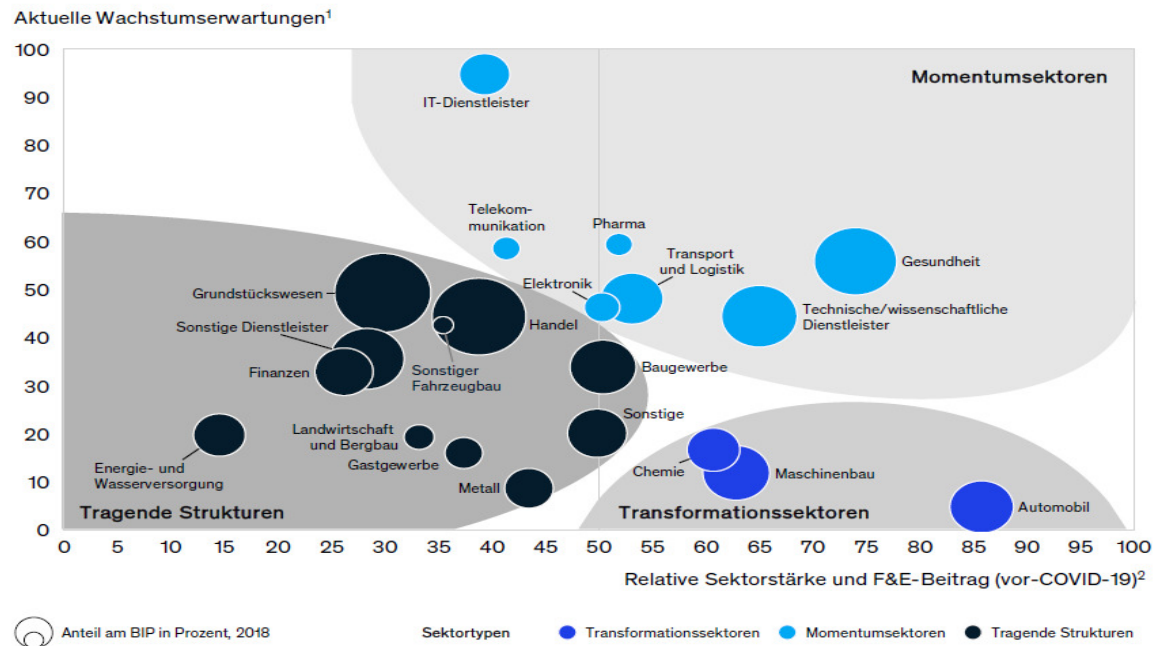 Aktuelle Wachstumserwartungen¹
100
90
80
70
60
50
40
30
20
10
0
Momentumsektoren
IT-Dienstleister
Telekom-
munikation
Pharma
Transport
und Logistik
Elektronik
Gesundheit
Technische/wissenschaftliche
Dienstleister
Grundstückswesen
Sonstige Dienstleister
Handel
Finanzen
Sonstiger
Fahrzeugbau
Baugewerbe
Sonstige
Landwirtschaft
und Bergbau
Gastgewerbe
Energie- und
Wasserversorgung
Metall
Chemie
Maschinenbau
Automobil
Tragende Strukturen
Transformationssektoren
0 5 10 15 20 25 30 35 40 45 50 55 60 65 70 75 80 85 90 95 100
Relative Sektorstärke und F&E-Beitrag (vor-COVID-19)²
Anteil am BIP in Prozent, 2018
Sektortypen
Transformationssektoren
Momentumsektoren
Tragende Strukturen